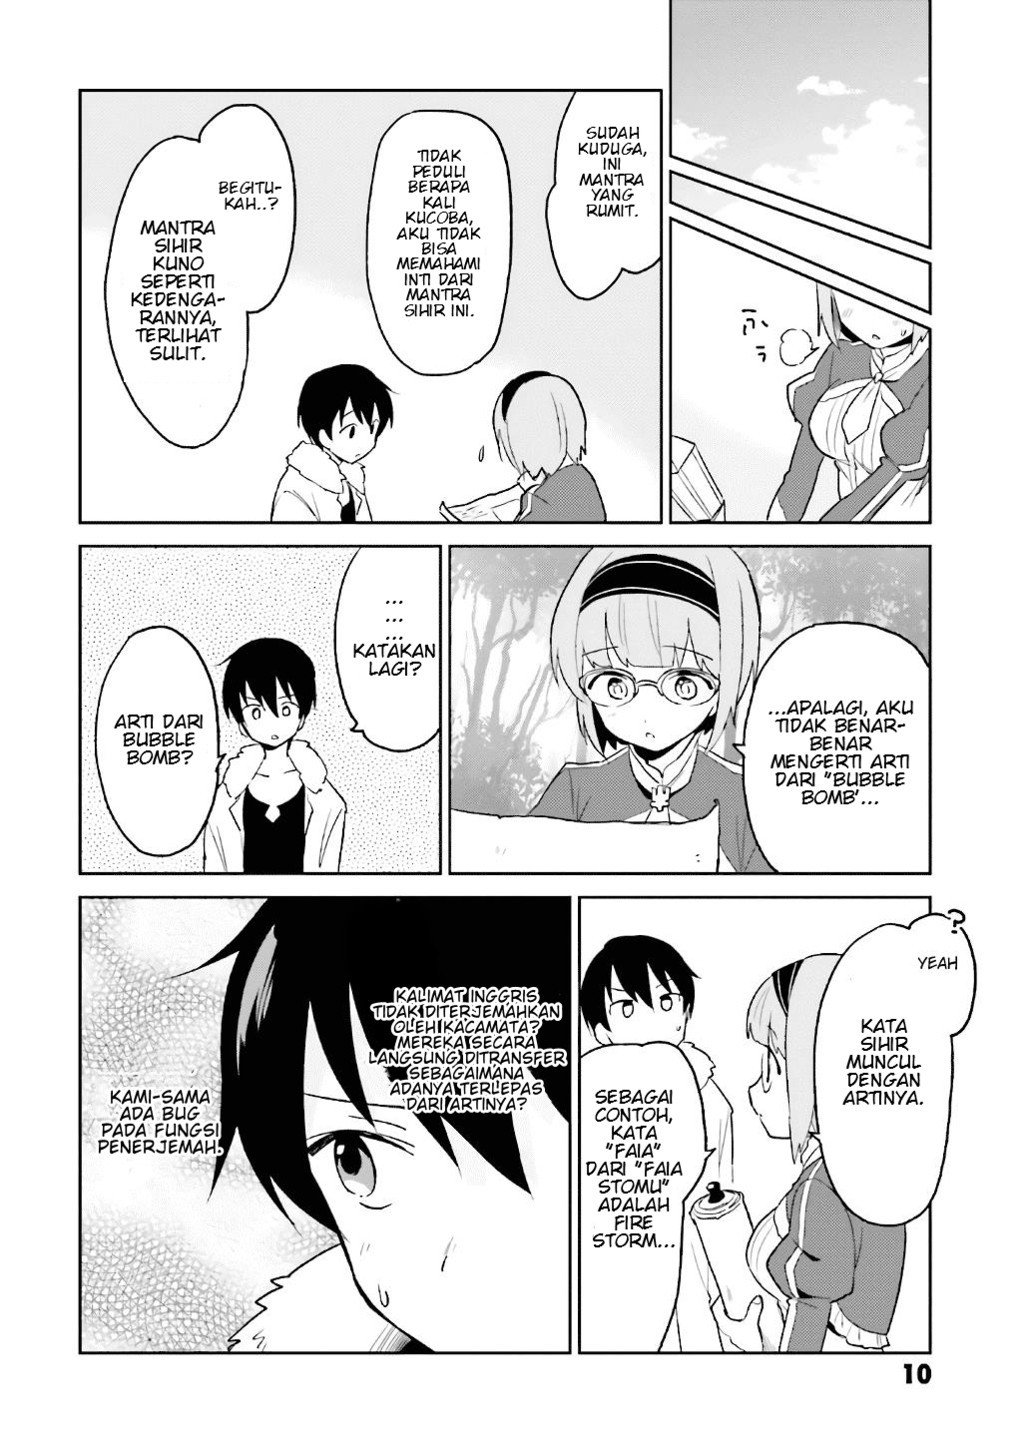 ふぅ
SUDAH
KUDUGA,
INI
MANTRA
YANG
RUMIT.
TIDAK
PEDULI
BERAPA
KALI
KUCOBA,
AKU TIDAK
BISA
MEMAHAMI
INTI DARI
MANTRA
SIHIR INI.
BEGITU-
KAH..?
MANTRA
SIHIR
KUNO
SEPERTI
KEDENGA-
RANNYA,
TERLIHAT
SULIT.
...APALAGI, AKU
TIDAK BENAR-
BENAR
MENGERTI ARTI
DARI "BUBBLE
BOMB'...
...
...
...
KATAKAN
LAGI?
ARTI DARI
BUBBLE
BOMB?
?
YEAH
KATA
SIHIR
MUNCUL
DENGAN
ARTINYA.
SEBAGAI
CONTOH,
KATA
"FAIA"
DARI "FAIA
STOMU"
ADALAH
FIRE
STORM...
KALIMAT INGGRIS
TIDAK DITERJEMAHKAN
OLEH KACAMATA?
MEREKA SECARA
LANGSUNG DITRANSFER
SEBAGAIMANA
ADANYA TERLEPAS
DARI ARTINYA?
KAMI-SAMA
ADA BUG
PADA FUNGSI
PENERJEMAH.
10